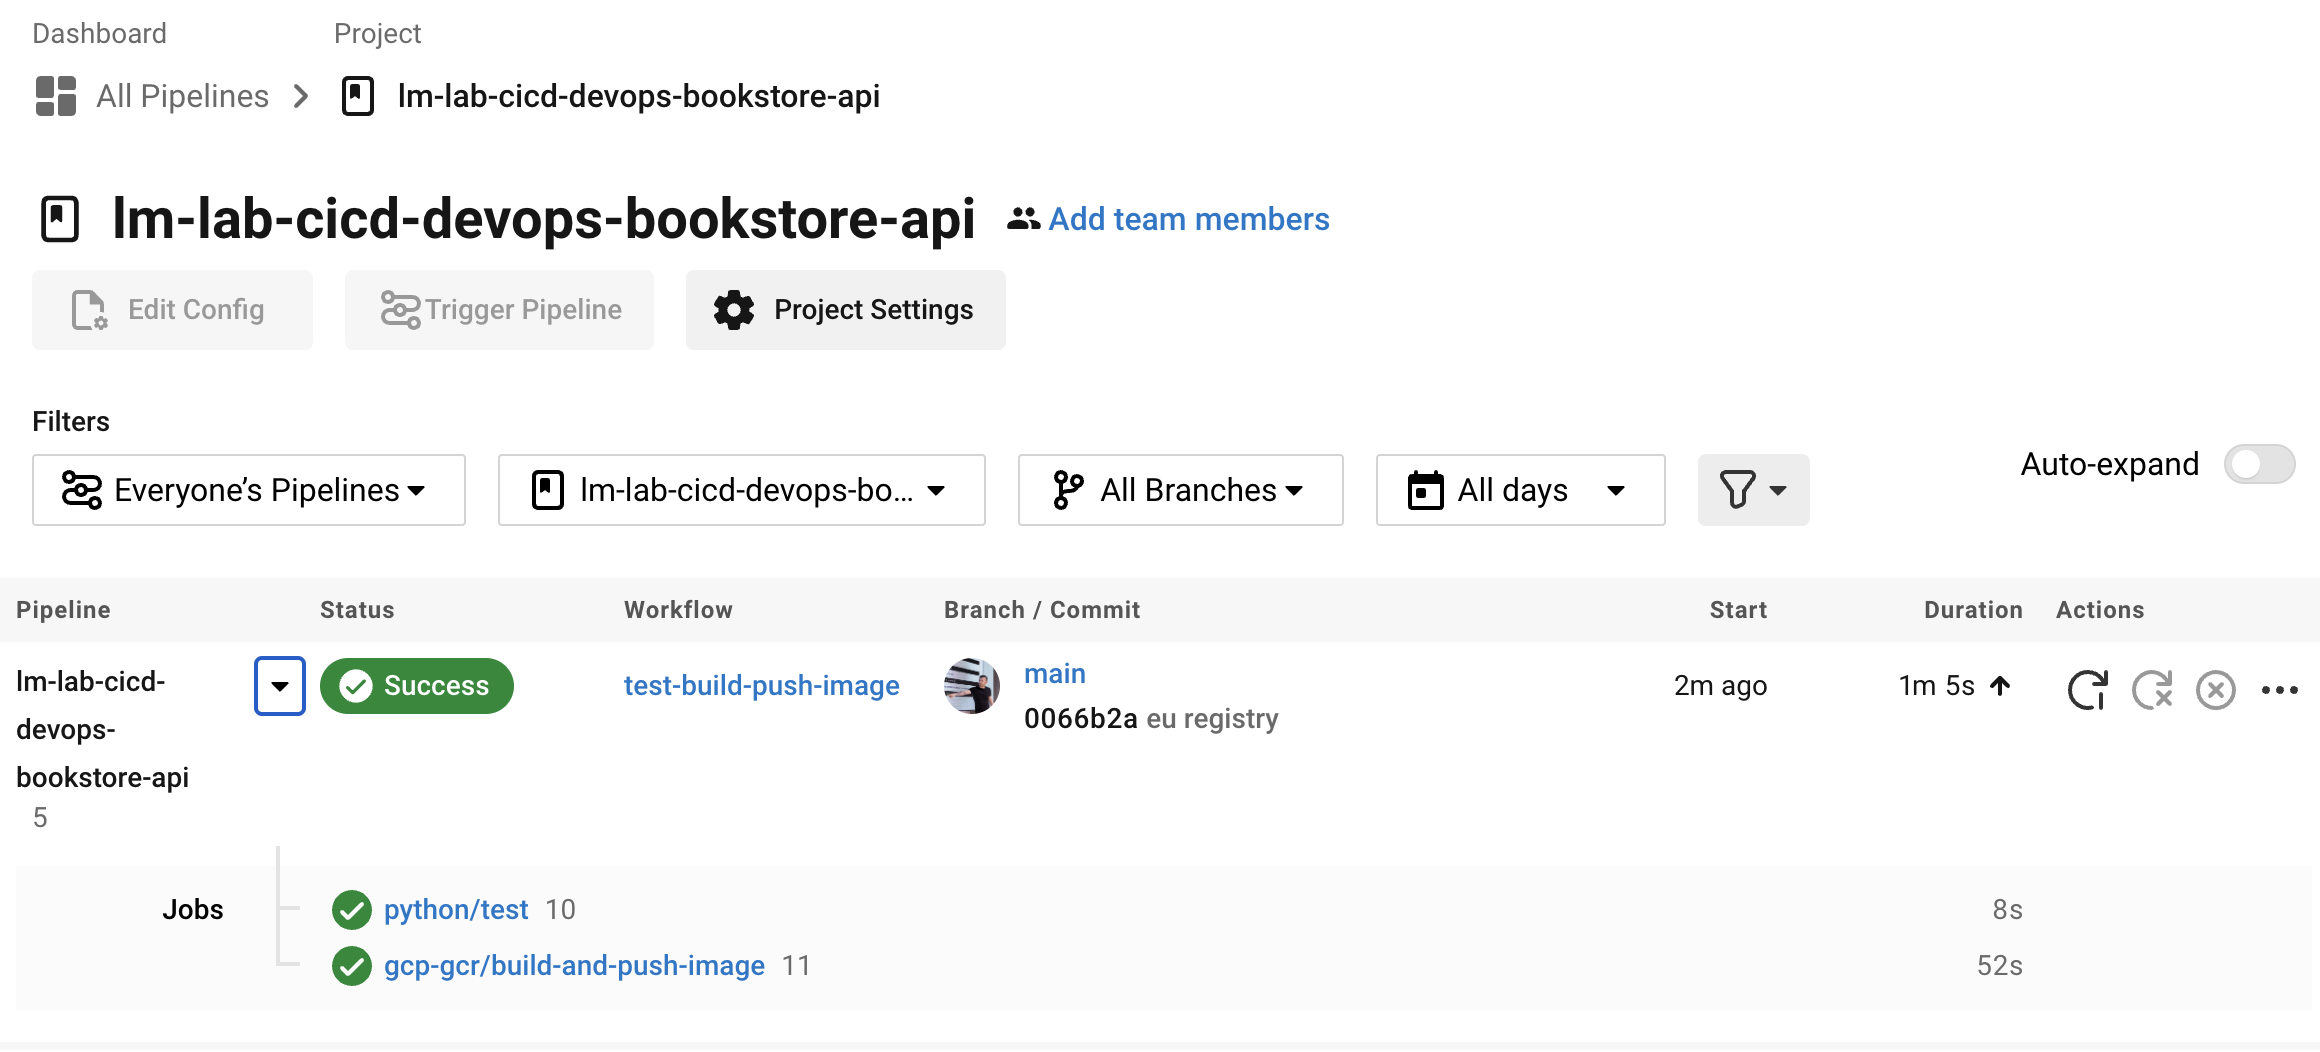 Dashboard
Project
All Pipelines
lm-lab-cicd-devops-bookstore-api
lm-lab-cicd-devops-bookstore-api
Add team members
Edit Config
Trigger Pipeline
Project Settings
Filters
Everyone’s Pipelines
lm-lab-cicd-devops-bo...
All Branches
All days
Auto-expand
Pipeline
Status
Workflow
Branch / Commit
Start
Duration
Actions
lm-lab-cicd-
devops-
bookstore-api
5
Success
test-build-push-image
main
0066b2a eu registry
2m ago
1m 5s
Jobs
python/test 10
8s
gcp-gcr/build-and-push-image 11
52s